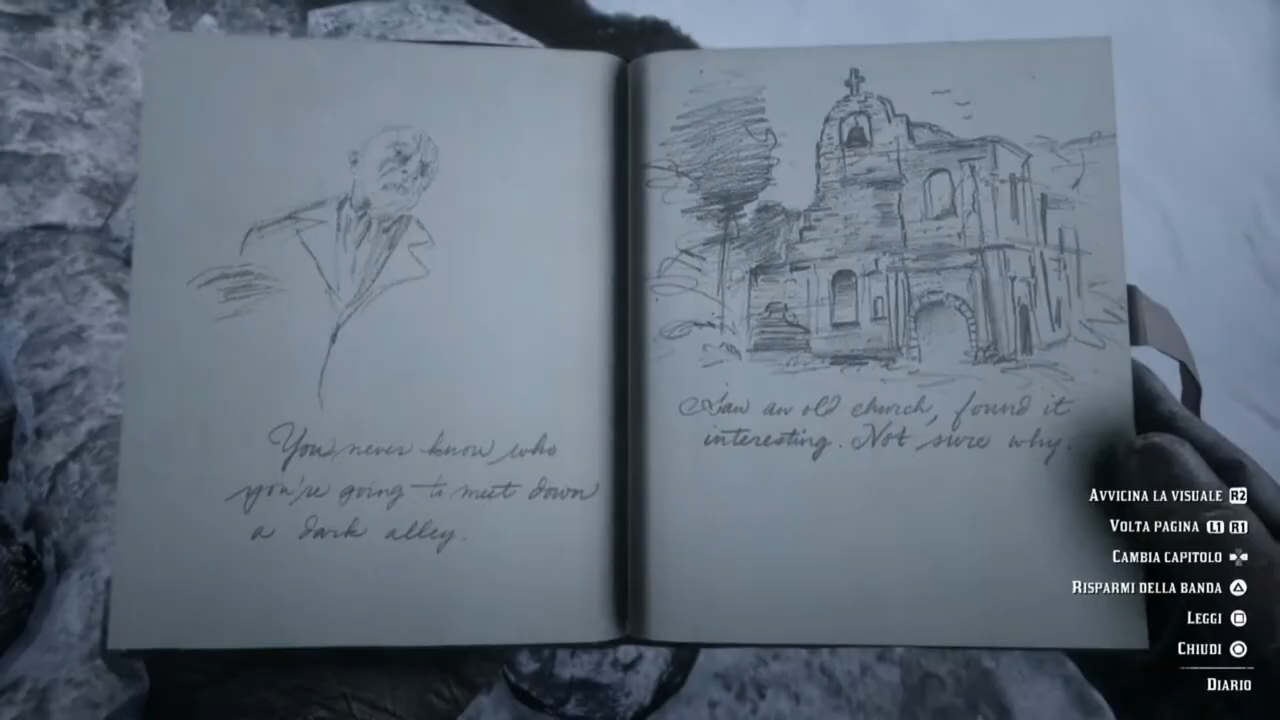 You never know who
you're going to meet down
a dark alley.
Saw an old church, found it
interesting. Not sure why.
AVVICINA LA VISUALE R2
VOLTA PAGINA L1 R1
CAMBIA CAPITOLO
RISPARMI DELLA BANDA
LEGGI
CHIUDI
DIARIO